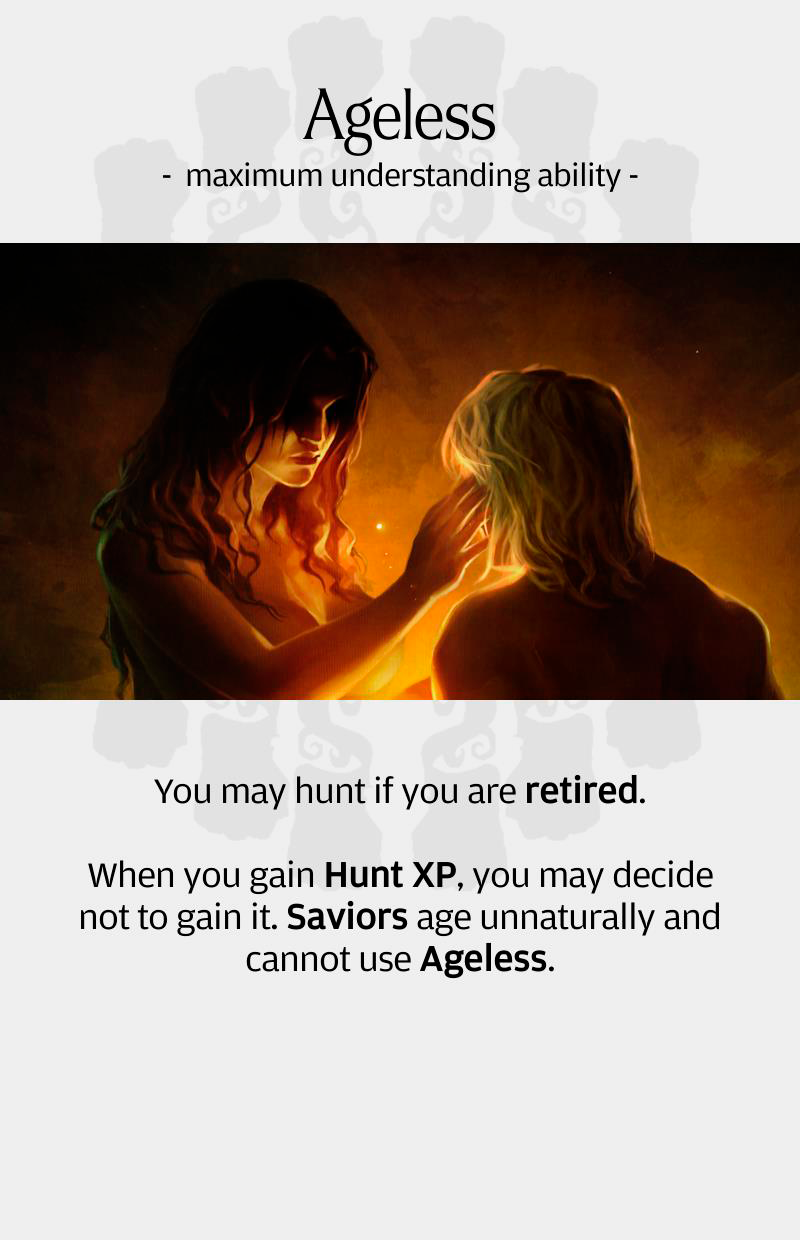 Ageless
- maximum understanding ability -
You may hunt if you are retired.
When you gain Hunt XP, you may decide
not to gain it. Saviors age unnaturally and
cannot use Ageless.